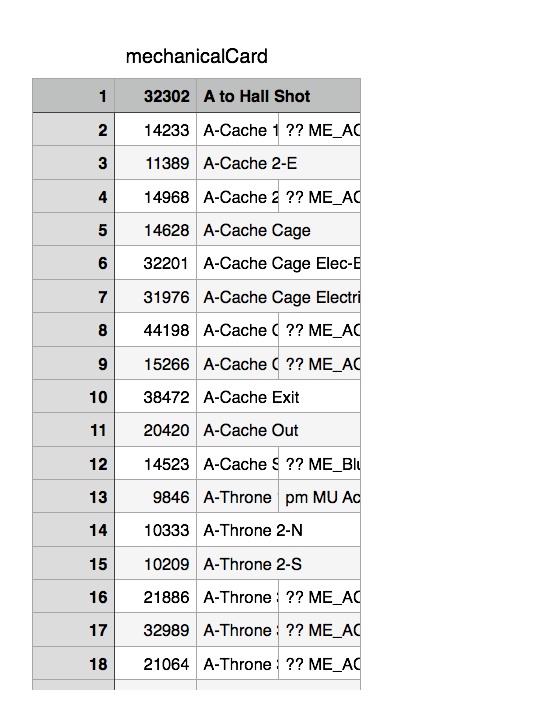 mechanicalCard
1 32302 A to Hall Shot
2 14233 A-Cache 1 ?? ME_AC
3 11389 A-Cache 2-E
4 14968 A-Cache 2 ?? ME_AC
5 14628 A-Cache Cage
6 32201 A-Cache Cage Elec-E
7 31976 A-Cache Cage Electri
8 44198 A-Cache C ?? ME_AC
9 15266 A-Cache C ?? ME_AC
10 38472 A-Cache Exit
11 20420 A-Cache Out
12 14523 A-Cache S ?? ME_Blu
13 9846 A-Throne pm MU Ac
14 10333 A-Throne 2-N
15 10209 A-Throne 2-S
16 21886 A-Throne ?? ME_AC
17 32989 A-Throne ?? ME_AC
18 21064 A-Throne ?? ME_AC